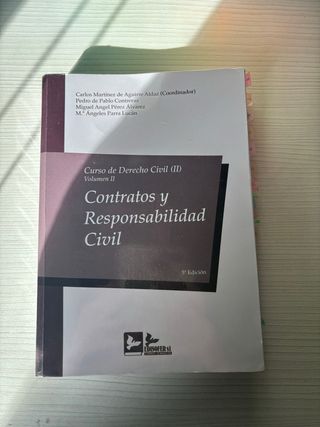 Carlos Martínez de Aguirre Aldaz (Coordinador)
Pedro de Pablo Contreras
Miguel Angel Pérez Álvarez
M.ª Ángeles Parra Lucán
Curso de Derecho Civil (II)
Volumen II
Contratos y
Responsabilidad
Civil
5ª Edición
EDISOFER, S.L.